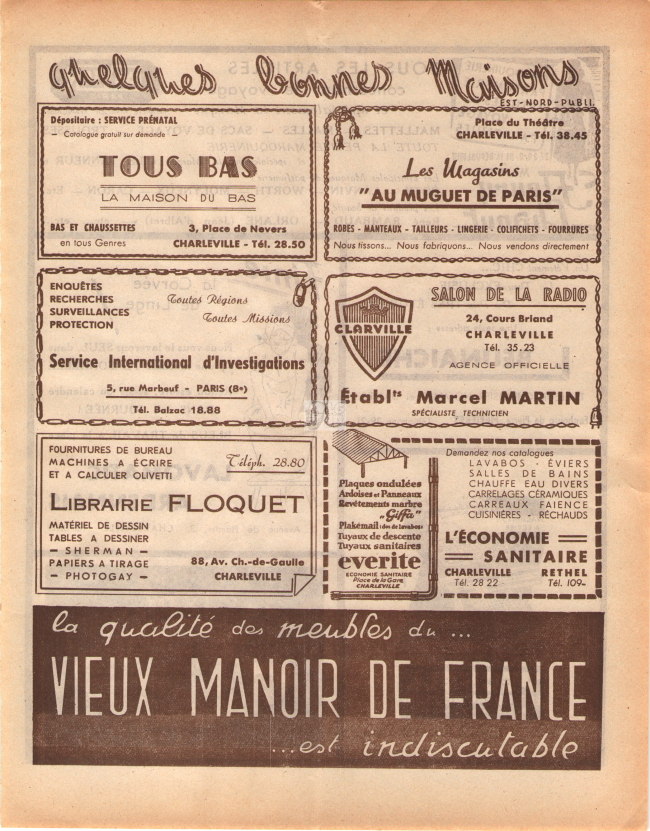 Quelques bonnes Maisons
EST-NORD-PUBLI.
Dépositaire : SERVICE PRÉNATAL
— Catalogue gratuit sur demande —
TOUS BAS
LA MAISON DU BAS
BAS ET CHAUSSETTES
en tous Genres
3, Place de Nevers
CHARLEVILLE - Tél. 28.50
Place du Théâtre
CHARLEVILLE - Tél. 38.45
Les Magasins
"AU MUGUET DE PARIS"
ROBES - MANTEAUX - TAILLEURS - LINGERIE - COLIFICHETS - FOURRURES
Nous tissons... Nous fabriquons... Nous vendons directement
ENQUÊTES
RECHERCHES
SURVEILLANCES
PROTECTION
Toutes Régions
Toutes Missions
Service International d'Investigations
5, rue Marbeuf - PARIS (8e)
Tél. Balzac 18.88
CLARVILLE
SALON DE LA RADIO
24, Cours Briand
CHARLEVILLE
Tél. 35.23
AGENCE OFFICIELLE
Établts Marcel MARTIN
SPÉCIALISTE TECHNICIEN
FOURNITURES DE BUREAU
MACHINES A ÉCRIRE
ET A CALCULER OLIVETTI
Téléph. 28.80
LIBRAIRIE FLOQUET
MATÉRIEL DE DESSIN
TABLES A DESSINER
— SHERMAN —
PAPIERS A TIRAGE
— PHOTOGAY —
88, Av. Ch.-de-Gaulle
CHARLEVILLE
Plaques ondulées
Ardoises et Panneaux
Revêtements marbre
"Giffé"
Plakémail (dos de lavabos)
Tuyaux de descente
Tuyaux sanitaires
everite
ECONOMIE SANITAIRE
Place de la Gare
CHARLEVILLE
Demandez nos catalogues
LAVABOS - ÉVIERS
SALLES DE BAINS
CHAUFFE EAU DIVERS
CARRELAGES CÉRAMIQUES
CARREAUX FAIENCE
CUISINIÈRES - RÉCHAUDS
L'ÉCONOMIE
SANITAIRE
CHARLEVILLE
Tél. 28 22
RETHEL
Tél. 109
la qualité des meubles du ...
VIEUX MANOIR DE FRANCE
...est indiscutable